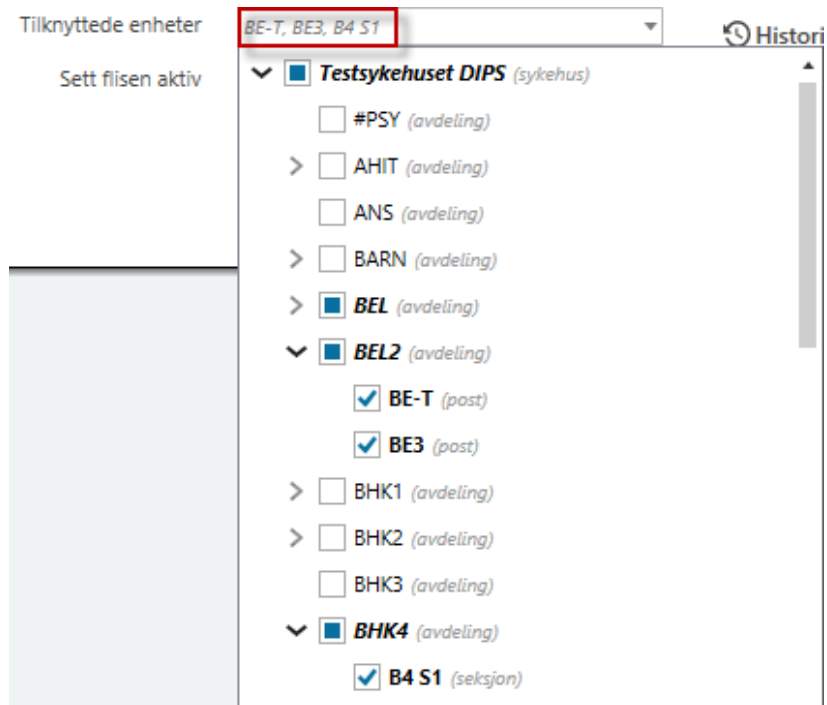 Tilknyttede enheter BE-T, BE3, B4 S1 Histori
Sett flisen aktiv Testsykehuset DIPS (sykehus)
#PSY (avdeling)
AHIT (avdeling)
ANS (avdeling)
BARN (avdeling)
BEL (avdeling)
BEL2 (avdeling)
BE-T (post)
BE3 (post)
BHK1 (avdeling)
BHK2 (avdeling)
BHK3 (avdeling)
BHK4 (avdeling)
B4 S1 (seksjon)